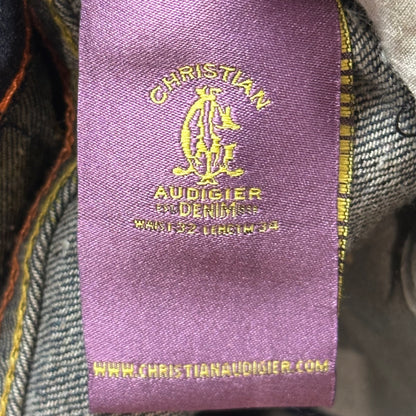 CHRISTIAN
AUDIGIER
DENIM
WAIST 32 LENGTH 34
WWW.CHRISTIANAUDIGIER.COM